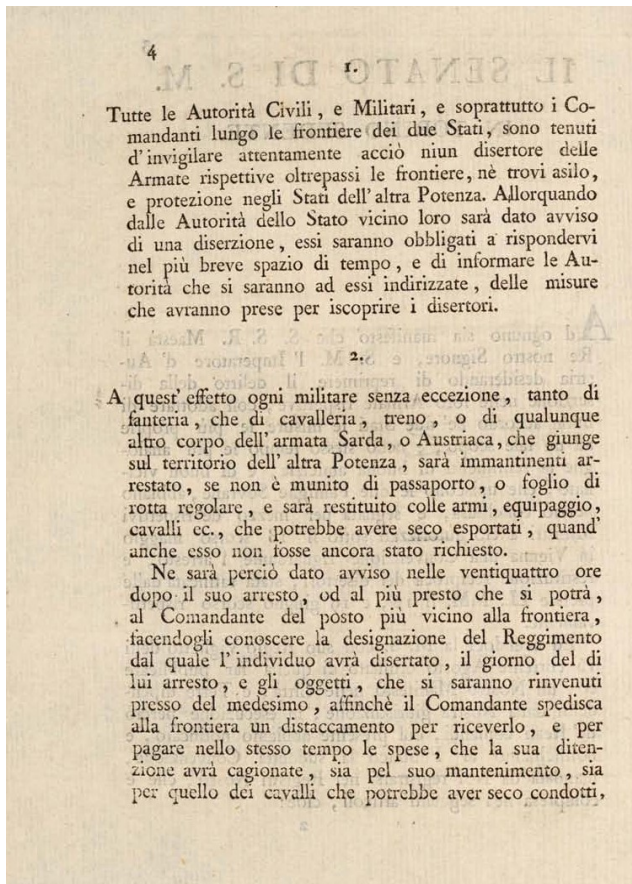 4
1.
Tutte le Autorità Civili, e Militari, e soprattutto i Co-
mandanti lungo le frontiere dei due Stati, sono tenuti
d'invigilare attentamente acciò niun disertore delle
Armate rispettive oltrepassi le frontiere, nè trovi asilo,
e protezione negli Stati dell'altra Potenza. Allorquando
dalle Autorità dello Stato vicino loro sarà dato avviso
di una diserzione, essi saranno obbligati a rispondervi
nel più breve spazio di tempo, e di informare le Au-
torità che si saranno ad essi indirizzate, delle misure
che avranno prese per iscoprire i disertori.
2.
A quest'effetto ogni militare senza eccezione, tanto di
fanteria, che di cavalleria, treno, o di qualunque
altro corpo dell'armata Sarda, o Austriaca, che giunge
sul territorio dell'altra Potenza, sarà immantinenti ar-
restato, se non è munito di passaporto, o foglio di
rotta regolare, e sarà restituito colle armi, equipaggio,
cavalli ec., che potrebbe avere seco esportati, quand'
anche esso non fosse ancora stato richiesto.
Ne sarà perciò dato avviso nelle ventiquattro ore
dopo il suo arresto, od al più presto che si potrà,
al Comandante del posto più vicino alla frontiera,
facendogli conoscere la designazione del Reggimento
dal quale l'individuo avrà disertato, il giorno del di
lui arresto, e gli oggetti, che si saranno rinvenuti
presso del medesimo, affinchè il Comandante spedisca
alla frontiera un distaccamento per riceverlo, e per
pagare nello stesso tempo le spese, che la sua diten-
zione avrà cagionate, sia pel suo mantenimento, sia
per quello dei cavalli che potrebbe aver seco condotti,